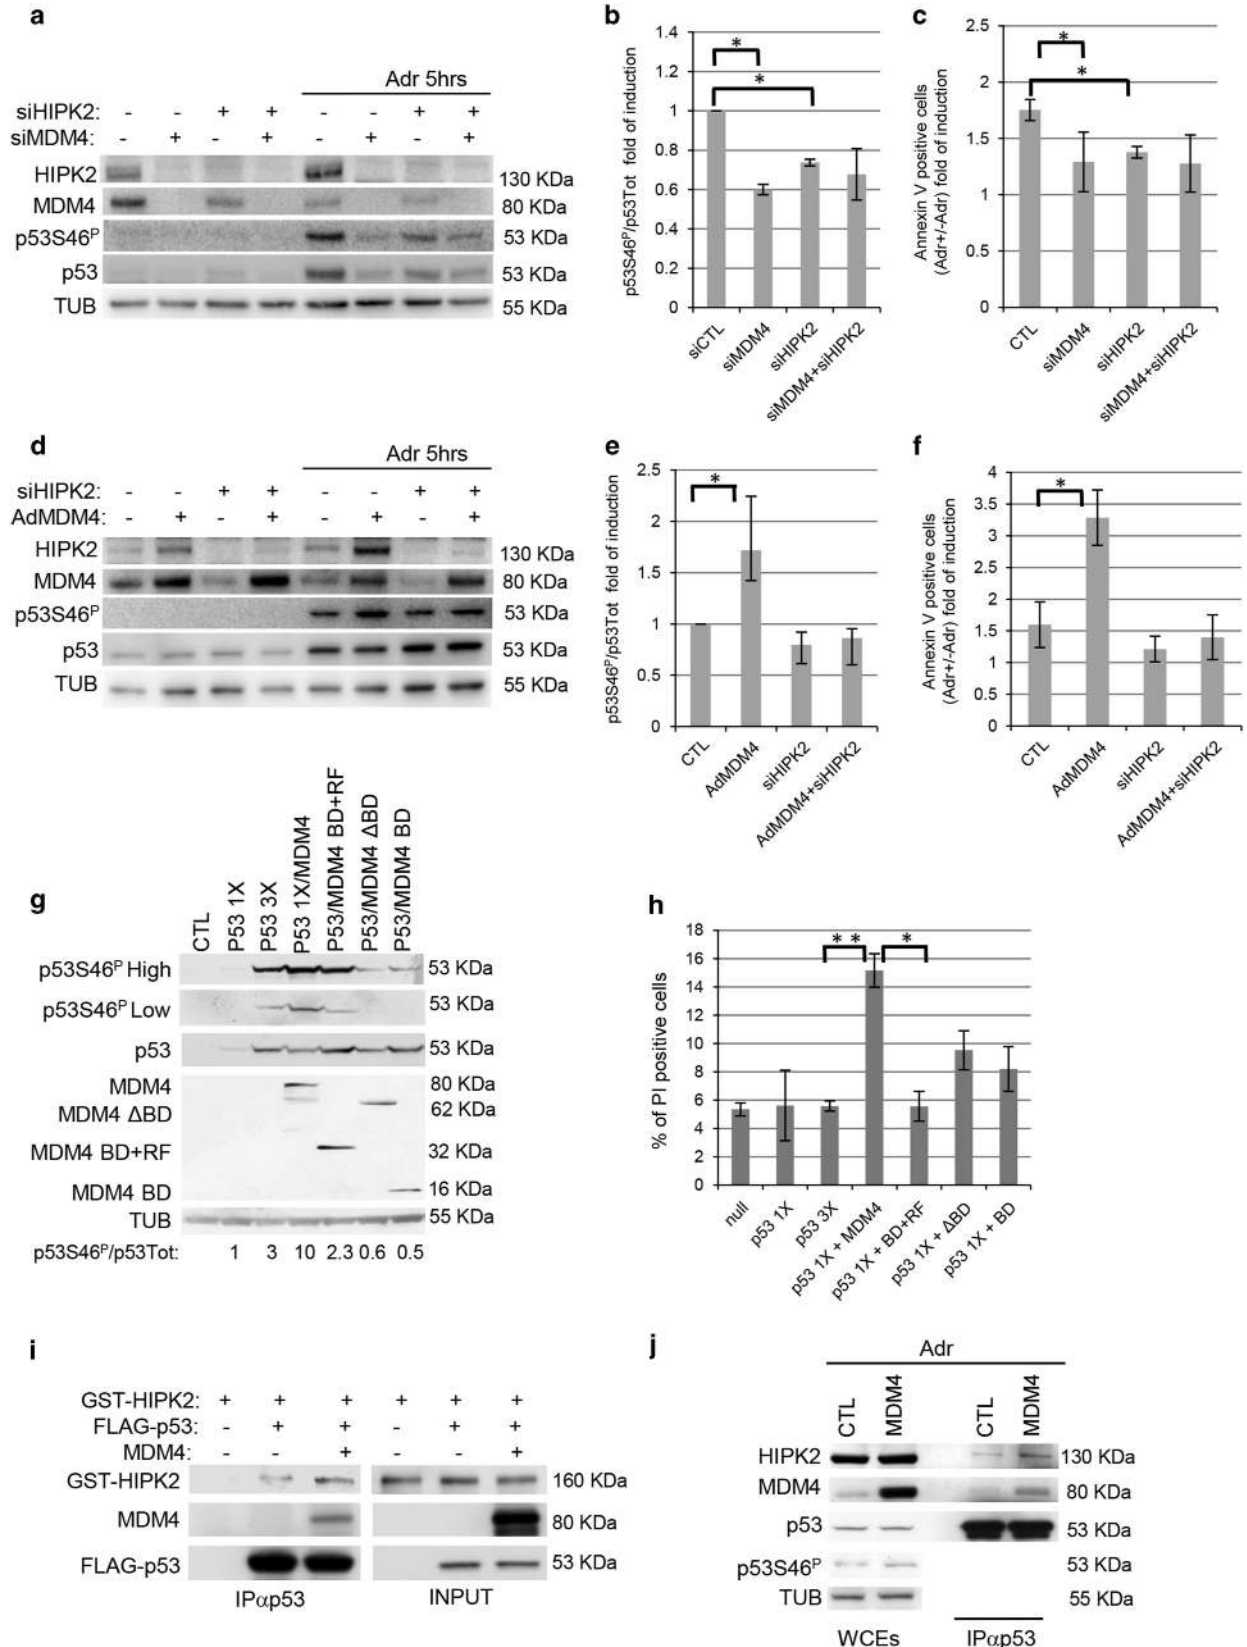 a
Adr 5hrs
siHIPK2: - - + + - - + +
siMDM4: - + - + - + - +
HIPK2 130 KDa
MDM4 80 KDa
p53S46ᴾ 53 KDa
p53 53 KDa
TUB 55 KDa
b
p53S46ᴾ/p53Tot fold of induction
1.4
1.2
1
0.8
0.6
0.4
0.2
0
*
*
siCTL
siMDM4
siHIPK2
siMDM4+siHIPK2
c
Annexin V positive cells
(Adr+/-Adr) fold of induction
2.5
2
1.5
1
0.5
0
*
*
CTL
siMDM4
siHIPK2
siMDM4+siHIPK2
d
Adr 5hrs
siHIPK2: - - + + - - + +
AdMDM4: - + - + - + - +
HIPK2 130 KDa
MDM4 80 KDa
p53S46ᴾ 53 KDa
p53 53 KDa
TUB 55 KDa
e
p53S46ᴾ/p53Tot fold of induction
2.5
2
1.5
1
0.5
0
*
CTL
AdMDM4
siHIPK2
AdMDM4+siHIPK2
f
Annexin V positive cells
(Adr+/-Adr) fold of induction
4
3.5
3
2.5
2
1.5
1
0.5
0
*
CTL
AdMDM4
siHIPK2
AdMDM4+siHIPK2
g
CTL
P53 1X
P53 3X
P53 1X/MDM4
P53/MDM4 BD+RF
P53/MDM4 ΔBD
P53/MDM4 BD
p53S46ᴾ High 53 KDa
p53S46ᴾ Low 53 KDa
p53 53 KDa
MDM4 80 KDa
MDM4 ΔBD 62 KDa
MDM4 BD+RF 32 KDa
MDM4 BD 16 KDa
TUB 55 KDa
p53S46ᴾ/p53Tot: 1 3 10 2.3 0.6 0.5
h
% of PI positive cells
18
16
14
12
10
8
6
4
2
0
* *
*
null
p53 1X
p53 3X
p53 1X + MDM4
p53 1X + BD+RF
p53 1X + ΔBD
p53 1X + BD
i
GST-HIPK2: + + + + + +
FLAG-p53: - + + - + +
MDM4: - - + - - +
GST-HIPK2 160 KDa
MDM4 80 KDa
FLAG-p53 53 KDa
IPαp53 INPUT
j
Adr
CTL
MDM4
CTL
MDM4
HIPK2 130 KDa
MDM4 80 KDa
p53 53 KDa
p53S46ᴾ 53 KDa
TUB 55 KDa
WCEs IPαp53